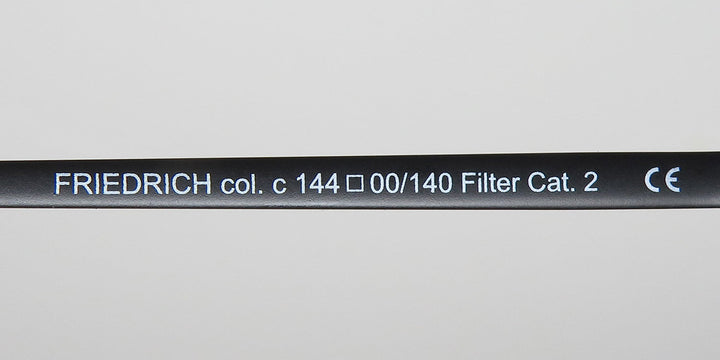 FRIEDRICH col. c 144□00/140 Filter Cat. 2 CE